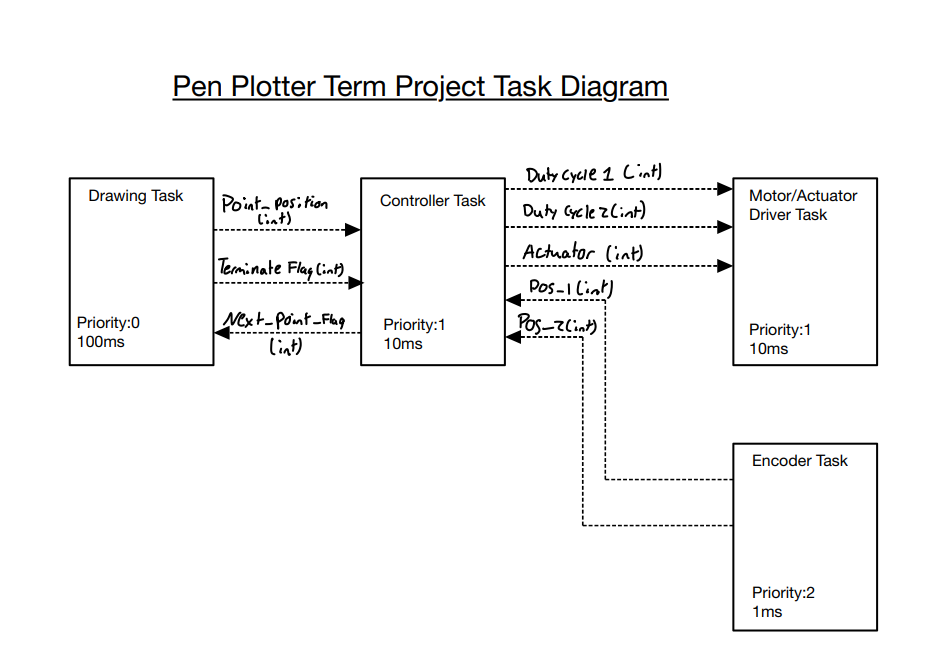 Pen Plotter Term Project Task Diagram
Drawing Task
Priority:0
100ms
Point_Position
(int)
Terminate Flag(int)
Next_Point_Flag
(int)
Controller Task
Priority:1
10ms
Duty Cycle 1 (int)
Duty Cycle 2(int)
Actuator (int)
Pos_1(int)
Pos_2(int)
Motor/Actuator
Driver Task
Priority:1
10ms
Encoder Task
Priority:2
1ms